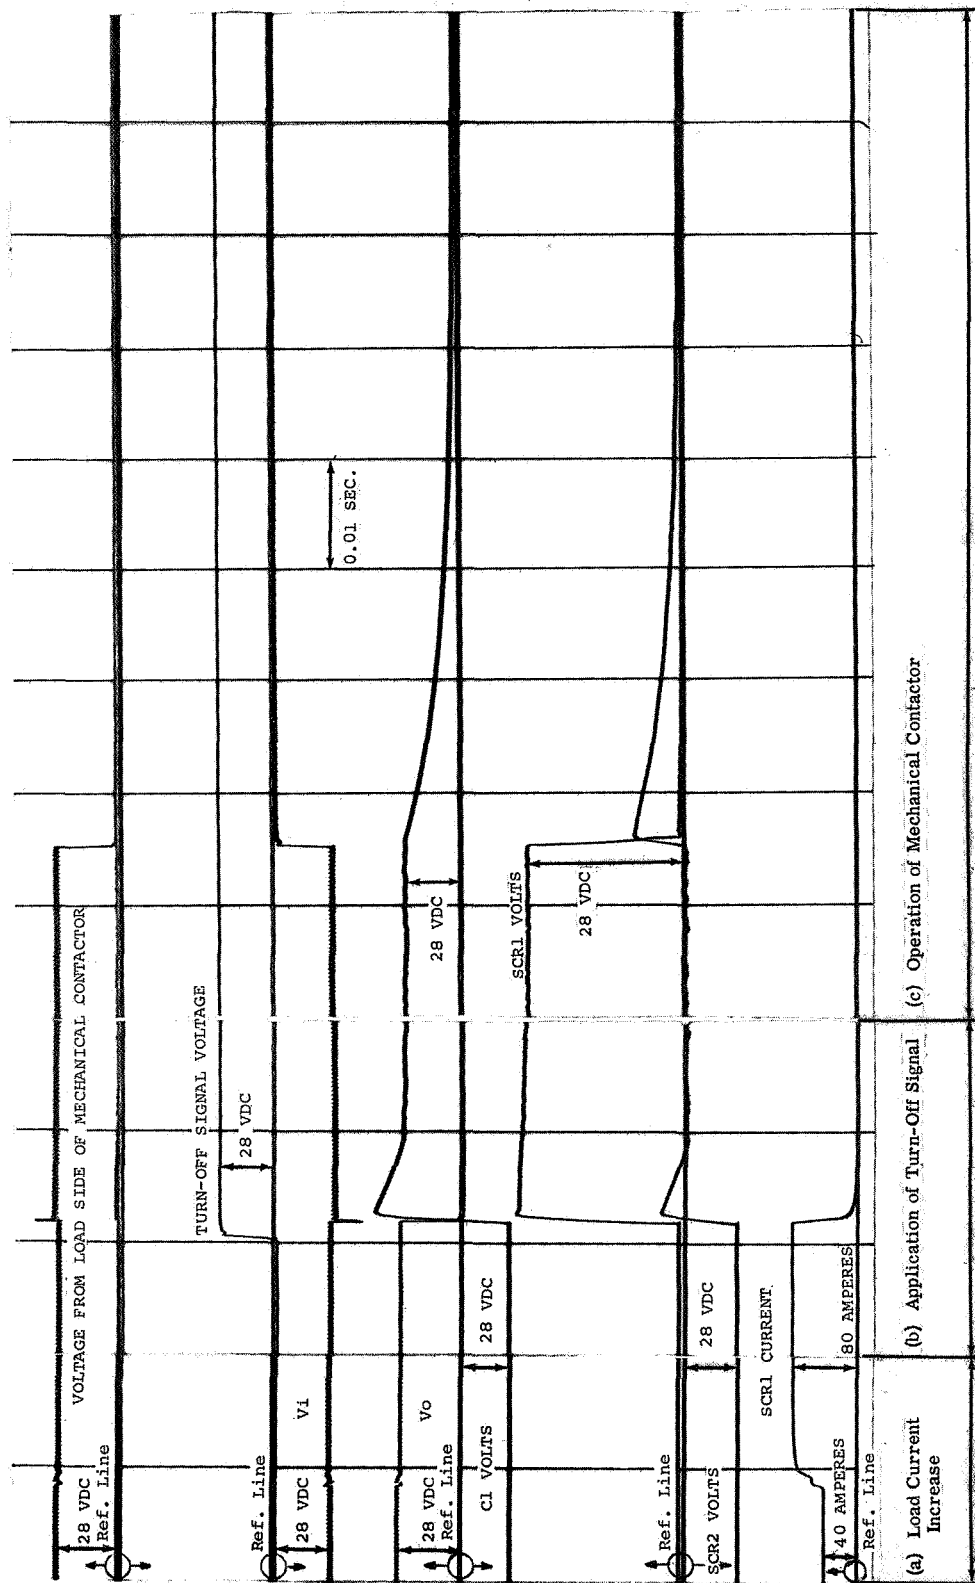 28 VDC
Ref. Line
VOLTAGE FROM LOAD SIDE OF MECHANICAL CONTACTOR
TURN-OFF SIGNAL VOLTAGE
28 VDC
Ref. Line
28 VDC
Vi
0.01 SEC.
28 VDC
Vo
Ref. Line
28 VDC
C1 VOLTS
28 VDC
SCR1 VOLTS
28 VDC
Ref. Line
SCR2 VOLTS
28 VDC
SCR1 CURRENT
40 AMPERES
80 AMPERES
Ref. Line
(a) Load Current
Increase
(b) Application of Turn-Off Signal
(c) Operation of Mechanical Contactor